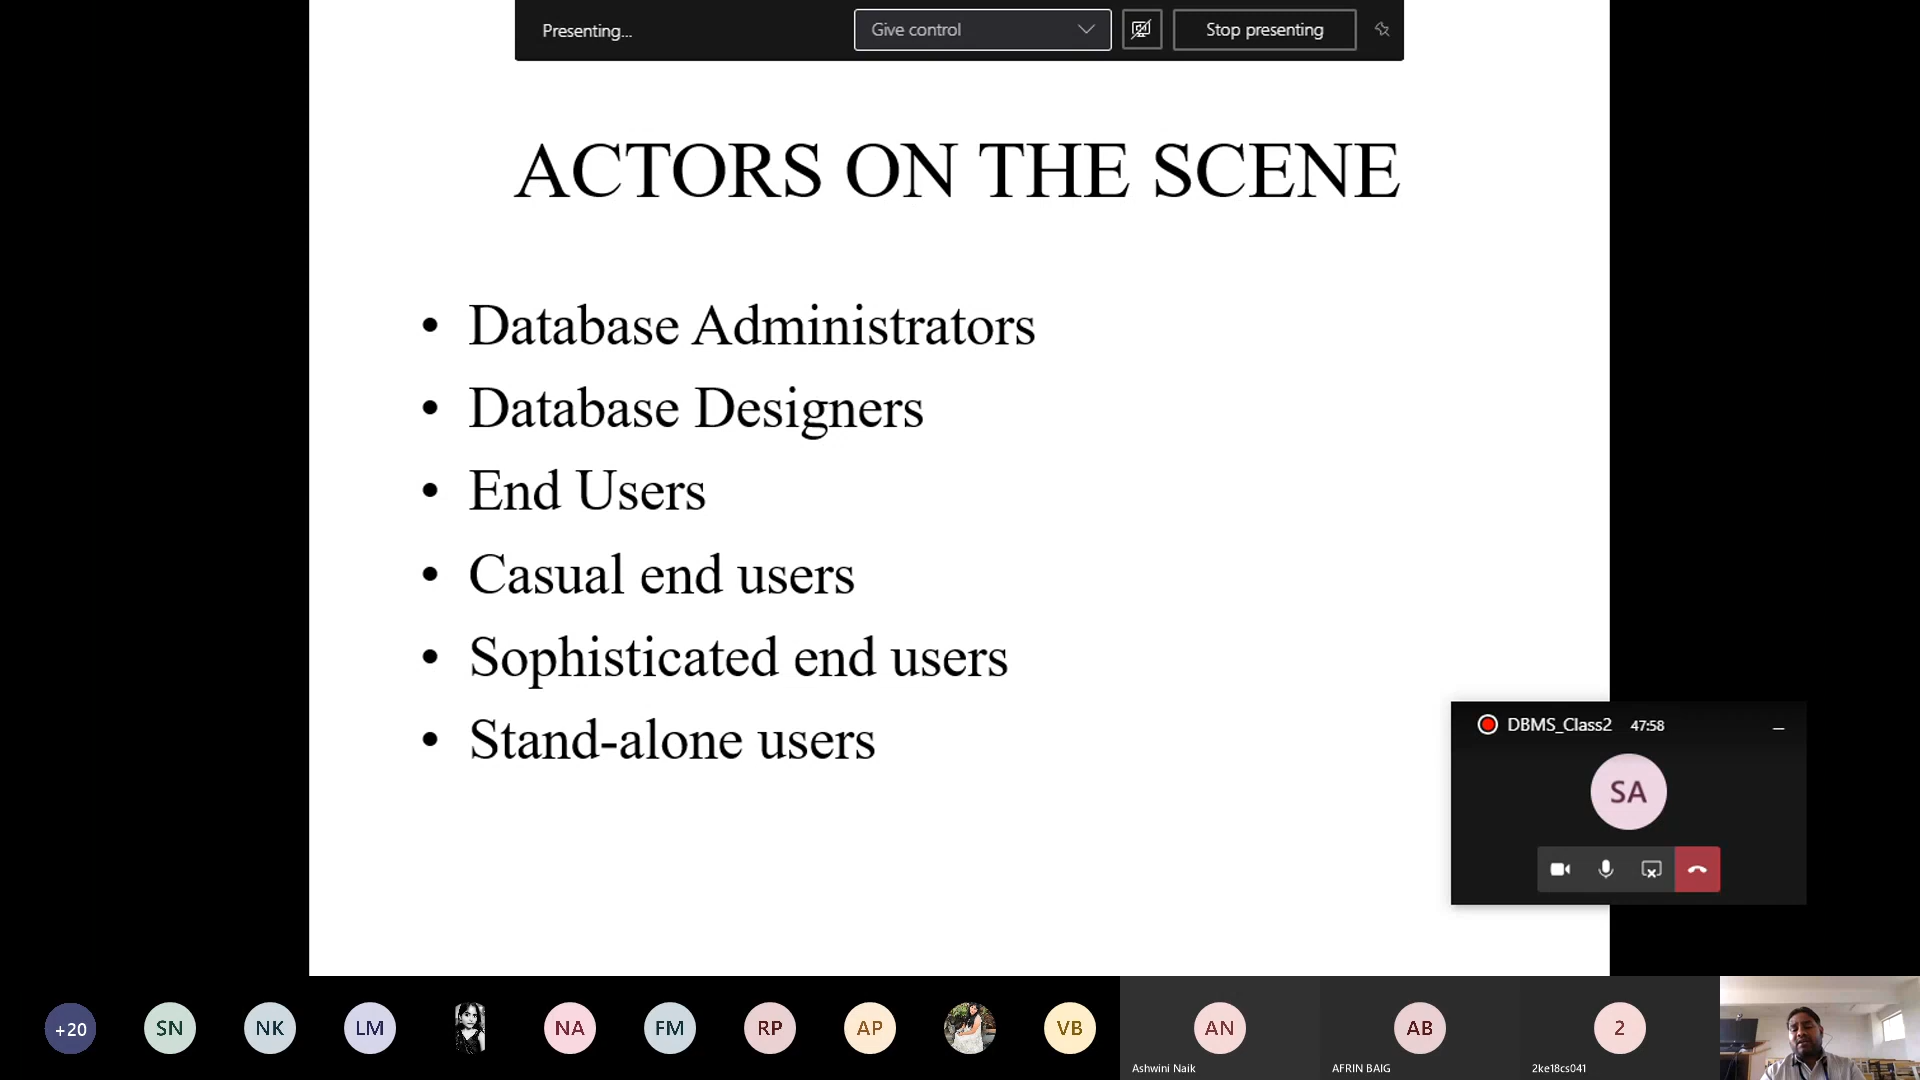 Presenting...
Give control
Stop presenting
ACTORS ON THE SCENE
• Database Administrators
• Database Designers
• End Users
• Casual end users
• Sophisticated end users
• Stand-alone users
DBMS_Class2 47:58
SA
+20 SN NK LM NA FM RP AP VB AN AB 2
Ashwini Naik AFRIN BAIG 2ke18cs041